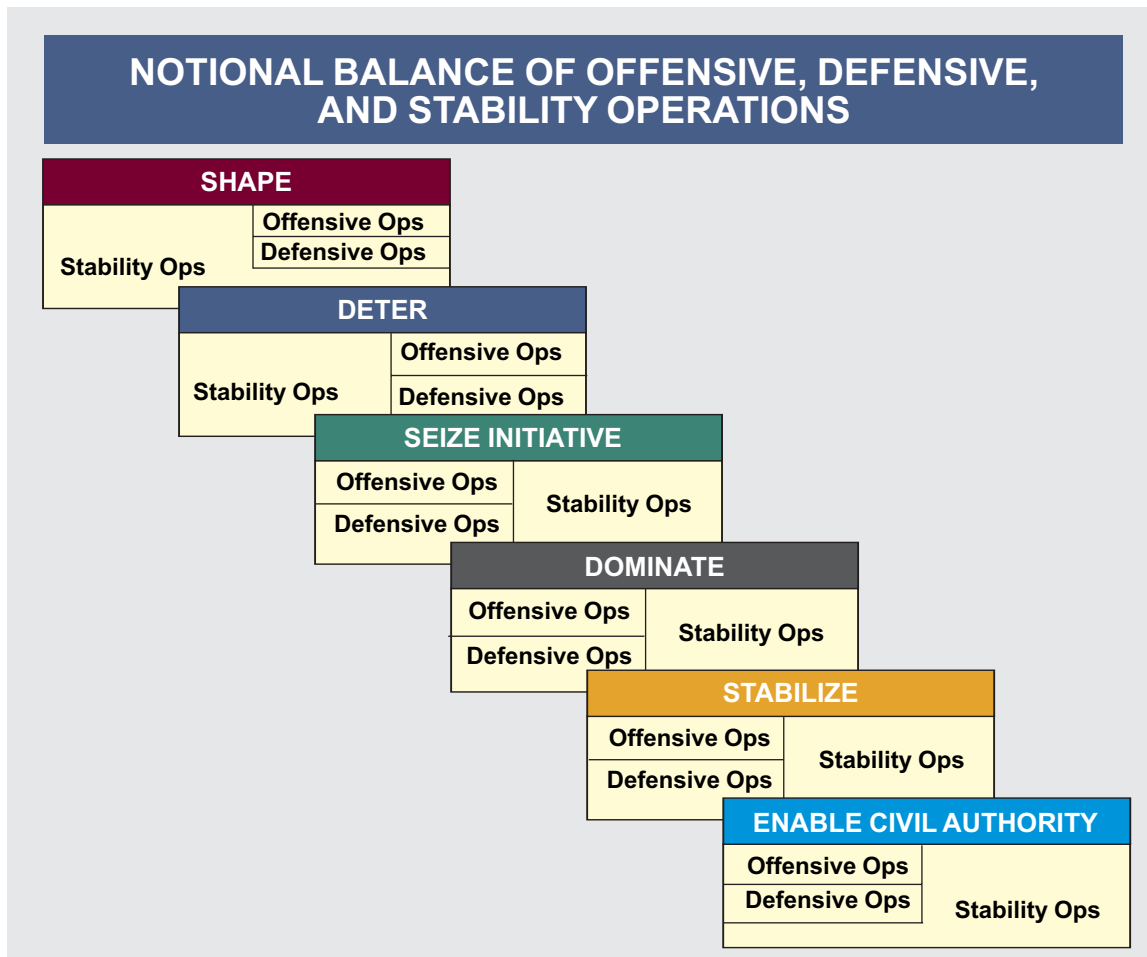 NOTIONAL BALANCE OF OFFENSIVE, DEFENSIVE,
AND STABILITY OPERATIONS
SHAPE
Stability Ops
Offensive Ops
Defensive Ops
DETER
Stability Ops
Offensive Ops
Defensive Ops
SEIZE INITIATIVE
Offensive Ops
Defensive Ops
Stability Ops
DOMINATE
Offensive Ops
Defensive Ops
Stability Ops
STABILIZE
Offensive Ops
Defensive Ops
Stability Ops
ENABLE CIVIL AUTHORITY
Offensive Ops
Defensive Ops
Stability Ops